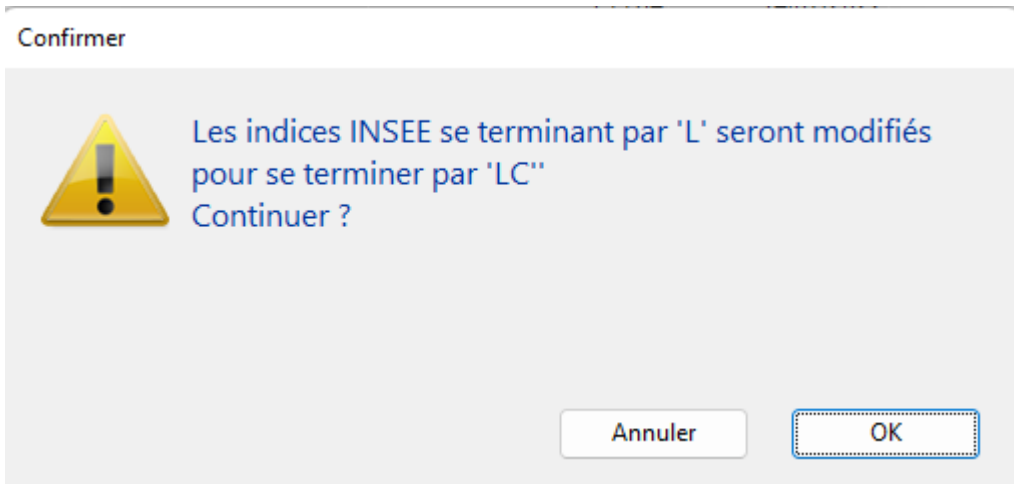 Confirmer
Les indices INSEE se terminant par 'L' seront modifiés
pour se terminer par 'LC''
Continuer ?
Annuler
OK